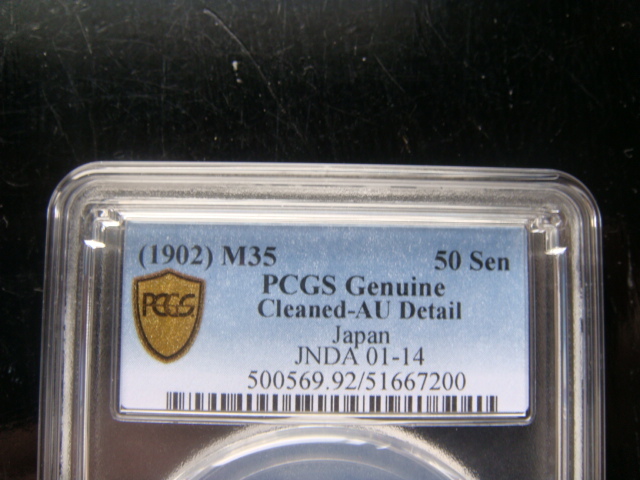 (1902) M35 50 Sen
PCGS Genuine
Cleaned-AU Detail
PCGS
Japan
JNDA 01-14
500569.92/51667200